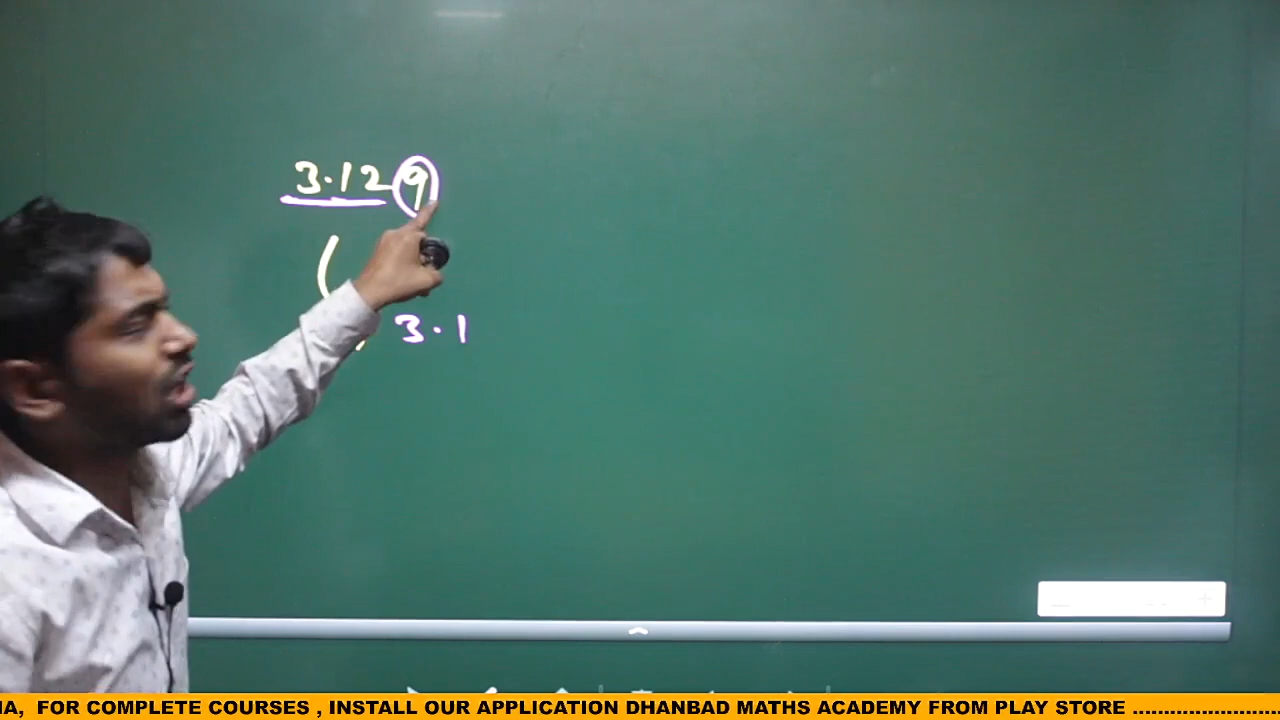 3.129
(
3.1
IA, FOR COMPLETE COURSES , INSTALL OUR APPLICATION DHANBAD MATHS ACADEMY FROM PLAY STORE ........................